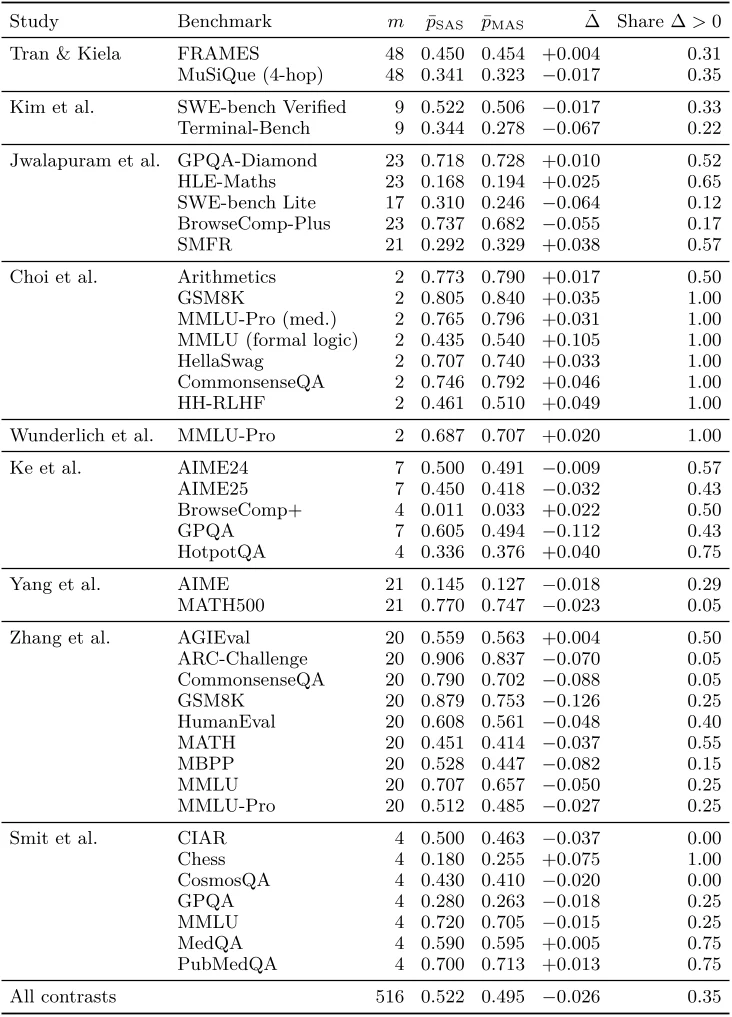 Study Benchmark m p̄SAS p̄MAS Δ̄ Share Δ > 0
Tran & Kiela FRAMES 48 0.450 0.454 +0.004 0.31
MuSiQue (4-hop) 48 0.341 0.323 −0.017 0.35
Kim et al. SWE-bench Verified 9 0.522 0.506 −0.017 0.33
Terminal-Bench 9 0.344 0.278 −0.067 0.22
Jwalapuram et al. GPQA-Diamond 23 0.718 0.728 +0.010 0.52
HLE-Maths 23 0.168 0.194 +0.025 0.65
SWE-bench Lite 17 0.310 0.246 −0.064 0.12
BrowseComp-Plus 23 0.737 0.682 −0.055 0.17
SMFR 21 0.292 0.329 +0.038 0.57
Choi et al. Arithmetics 2 0.773 0.790 +0.017 0.50
GSM8K 2 0.805 0.840 +0.035 1.00
MMLU-Pro (med.) 2 0.765 0.796 +0.031 1.00
MMLU (formal logic) 2 0.435 0.540 +0.105 1.00
HellaSwag 2 0.707 0.740 +0.033 1.00
CommonsenseQA 2 0.746 0.792 +0.046 1.00
HH-RLHF 2 0.461 0.510 +0.049 1.00
Wunderlich et al. MMLU-Pro 2 0.687 0.707 +0.020 1.00
Ke et al. AIME24 7 0.500 0.491 −0.009 0.57
AIME25 7 0.450 0.418 −0.032 0.43
BrowseComp+ 4 0.011 0.033 +0.022 0.50
GPQA 7 0.605 0.494 −0.112 0.43
HotpotQA 4 0.336 0.376 +0.040 0.75
Yang et al. AIME 21 0.145 0.127 −0.018 0.29
MATH500 21 0.770 0.747 −0.023 0.05
Zhang et al. AGIEval 20 0.559 0.563 +0.004 0.50
ARC-Challenge 20 0.906 0.837 −0.070 0.05
CommonsenseQA 20 0.790 0.702 −0.088 0.05
GSM8K 20 0.879 0.753 −0.126 0.25
HumanEval 20 0.608 0.561 −0.048 0.40
MATH 20 0.451 0.414 −0.037 0.55
MBPP 20 0.528 0.447 −0.082 0.15
MMLU 20 0.707 0.657 −0.050 0.25
MMLU-Pro 20 0.512 0.485 −0.027 0.25
Smit et al. CIAR 4 0.500 0.463 −0.037 0.00
Chess 4 0.180 0.255 +0.075 1.00
CosmosQA 4 0.430 0.410 −0.020 0.00
GPQA 4 0.280 0.263 −0.018 0.25
MMLU 4 0.720 0.705 −0.015 0.25
MedQA 4 0.590 0.595 +0.005 0.75
PubMedQA 4 0.700 0.713 +0.013 0.75
All contrasts 516 0.522 0.495 −0.026 0.35